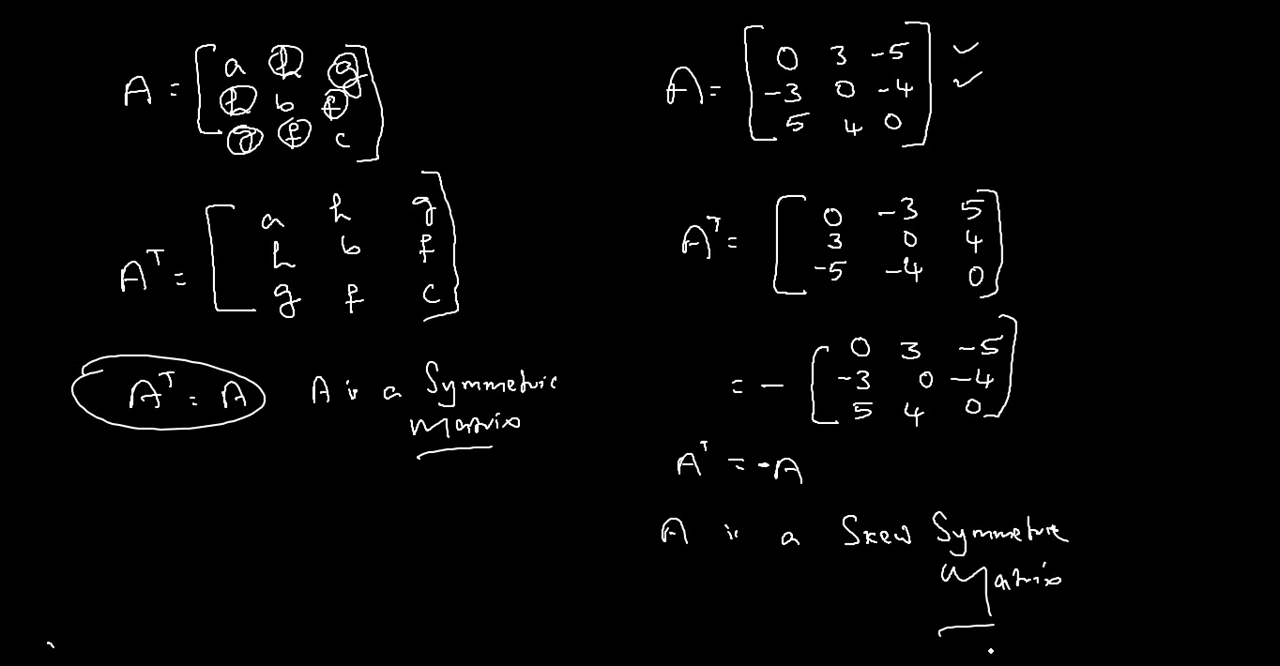 A = [ a h g
h b f
g f c ]
A^T = [ a h g
h b f
g f c ]
A^T = A A is a Symmetric
Matrix
A = [ 0 3 -5 ✓
-3 0 -4 ✓
5 4 0 ]
A^T = [ 0 -3 5
3 0 4
-5 -4 0 ]
= - [ 0 3 -5
-3 0 -4
5 4 0 ]
A^T = -A
A is a Skew Symmetric
Matrix